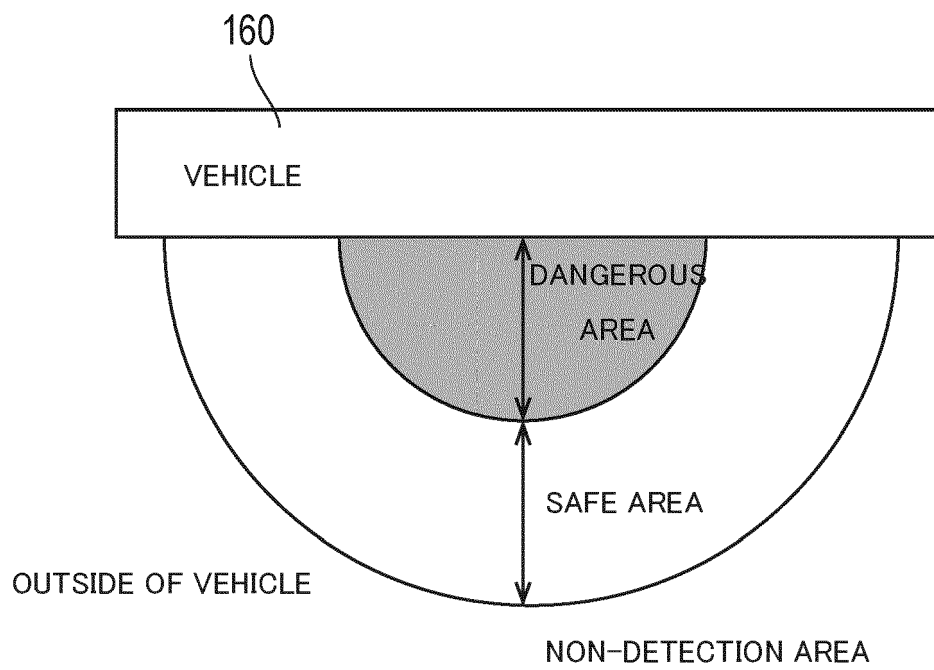 160
VEHICLE
DANGEROUS
AREA
SAFE AREA
OUTSIDE OF VEHICLE
NON-DETECTION AREA